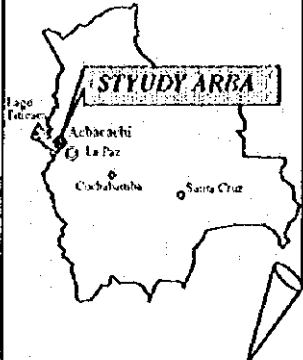 STYUDY ARBA
Lago
Titicaca
Achacachi
La Paz
Cochabamba
Santa Cruz